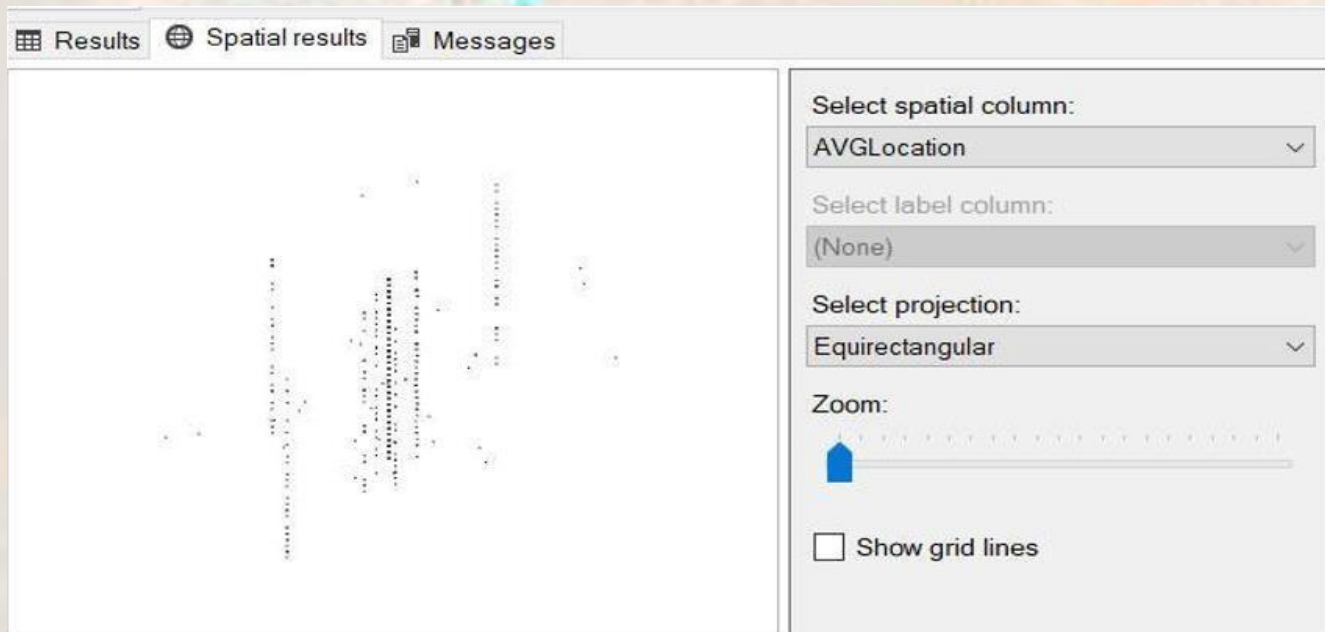 Results Spatial results Messages
Select spatial column:
AVGLocation
Select label column:
(None)
Select projection:
Equirectangular
Zoom:
Show grid lines